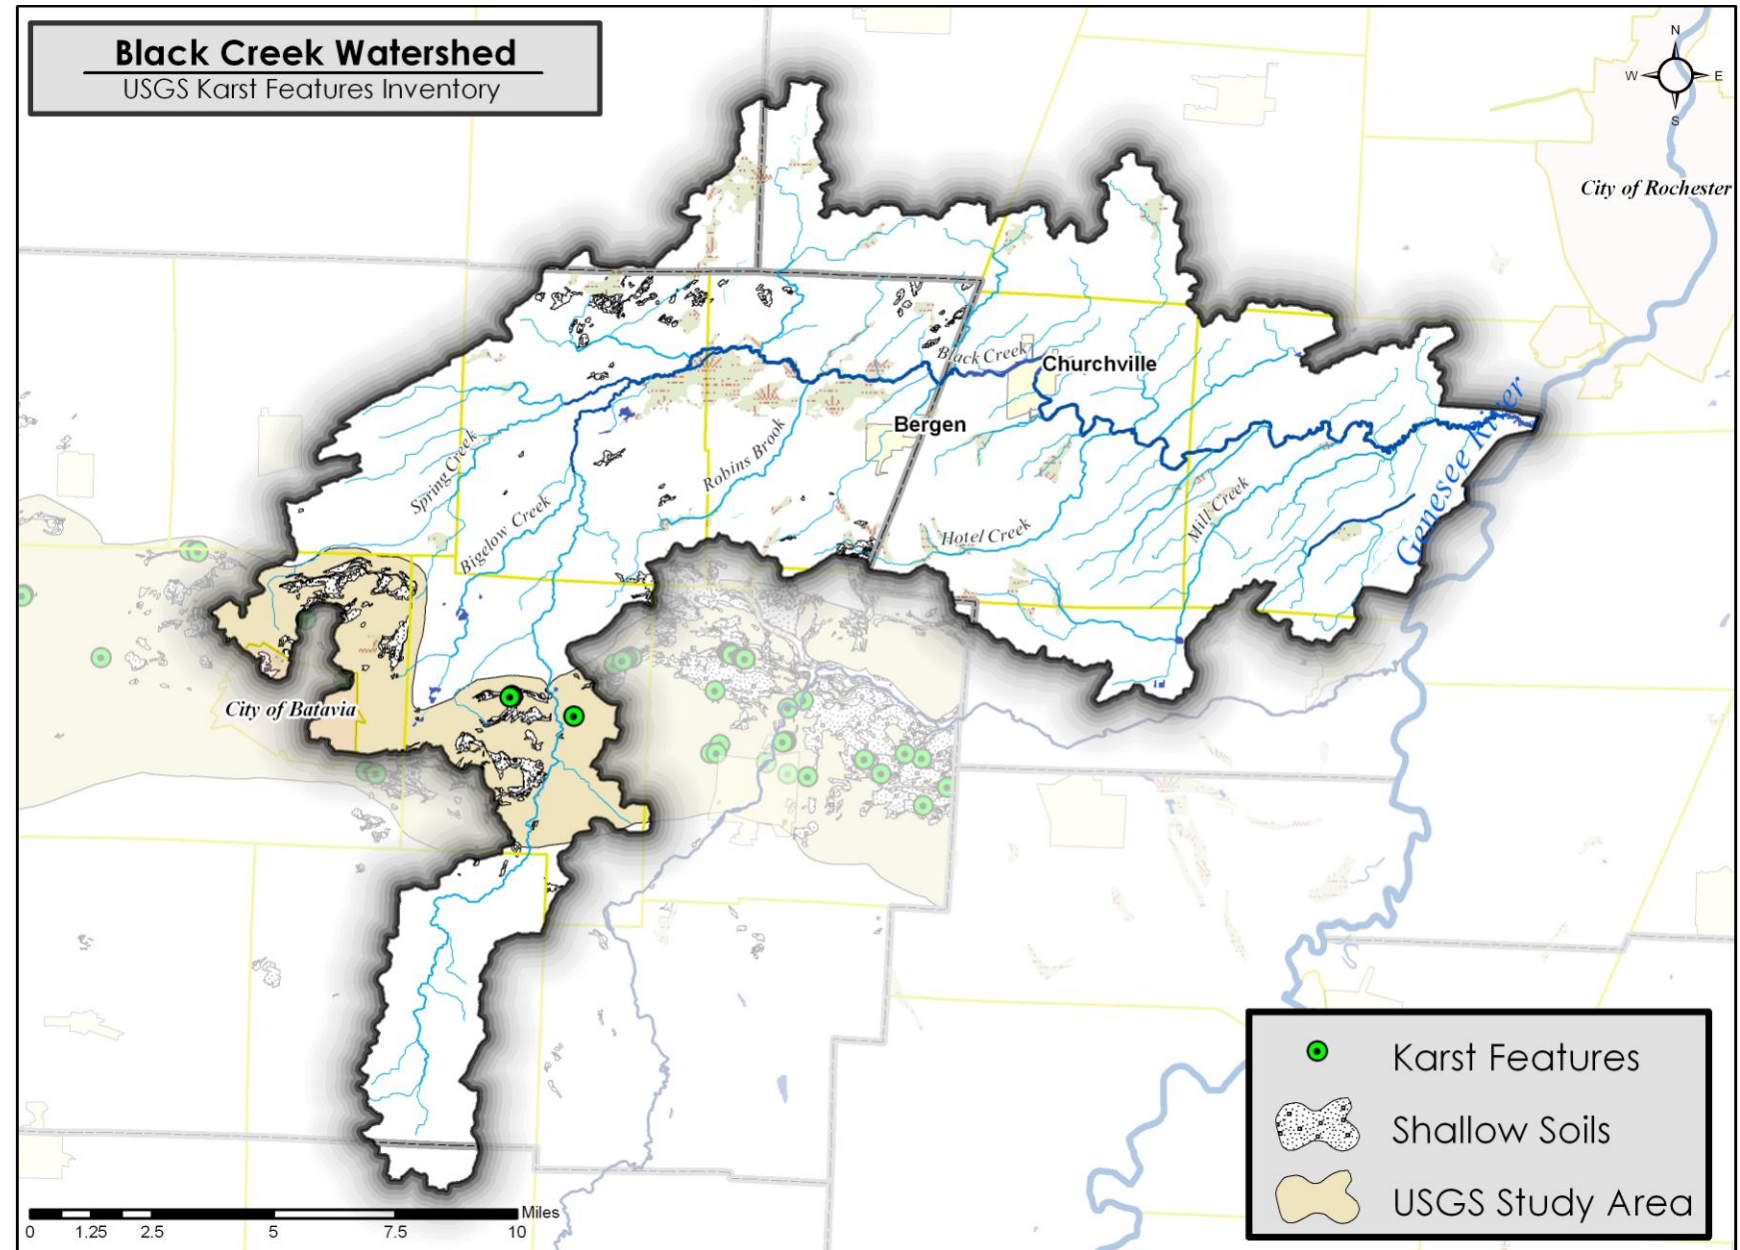 Black Creek Watershed
USGS Karst Features Inventory
N
W
E
S
City of Rochester
Black Creek
Churchville
Bergen
Genesee River
Spring Creek
Robins Brook
Bigelow Creek
Mill Creek
Hotel Creek
City of Batavia
Karst Features
Shallow Soils
USGS Study Area
Miles
0 1.25 2.5 5 7.5 10